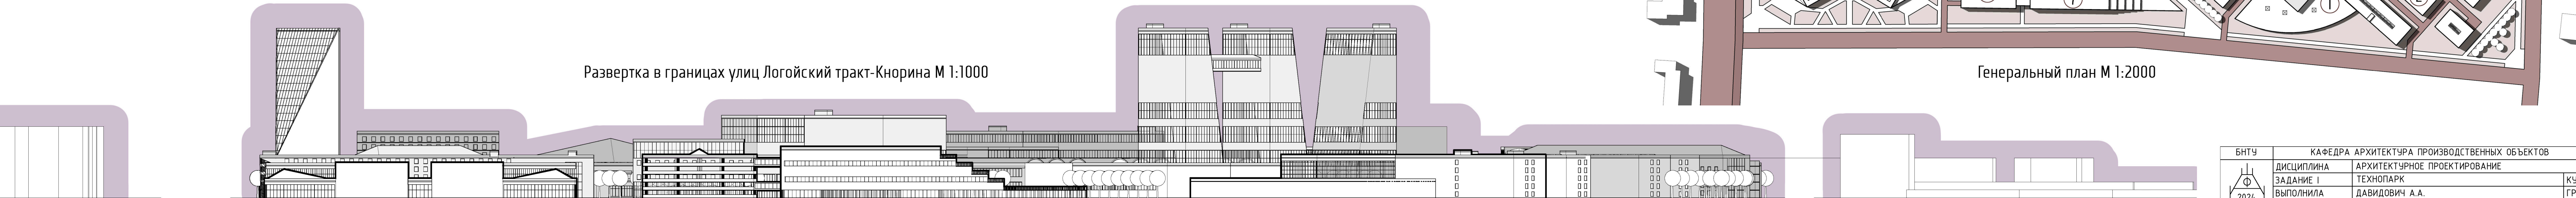 Развертка в границах улиц Логойский тракт-Кнорина М 1:1000
Генеральный план М 1:2000
БНТУ КАФЕДРА АРХИТЕКТУРА ПРОИЗВОДСТВЕННЫХ ОБЪЕКТОВ
ДИСЦИПЛИНА АРХИТЕКТУРНОЕ ПРОЕКТИРОВАНИЕ
ЗАДАНИЕ 1 ТЕХНОПАРК
ВЫПОЛНИЛА ДАВИДОВИЧ А.А.